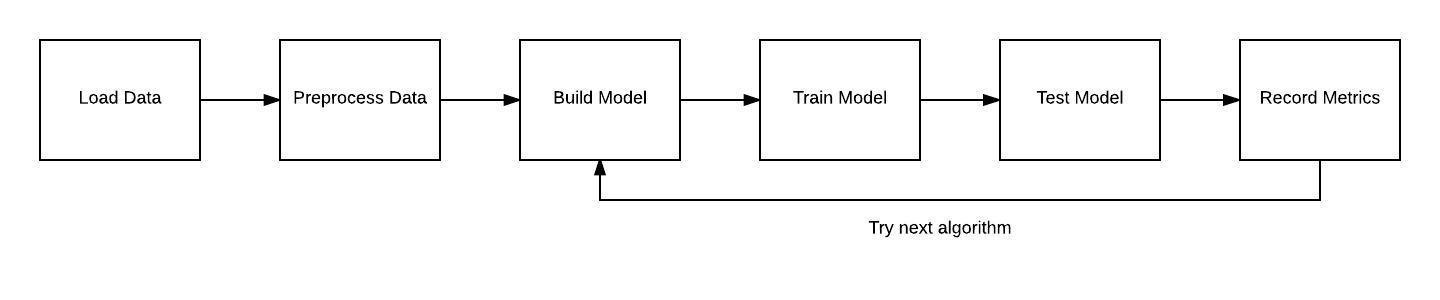 Load Data
Preprocess Data
Build Model
Train Model
Test Model
Record Metrics
Try next algorithm